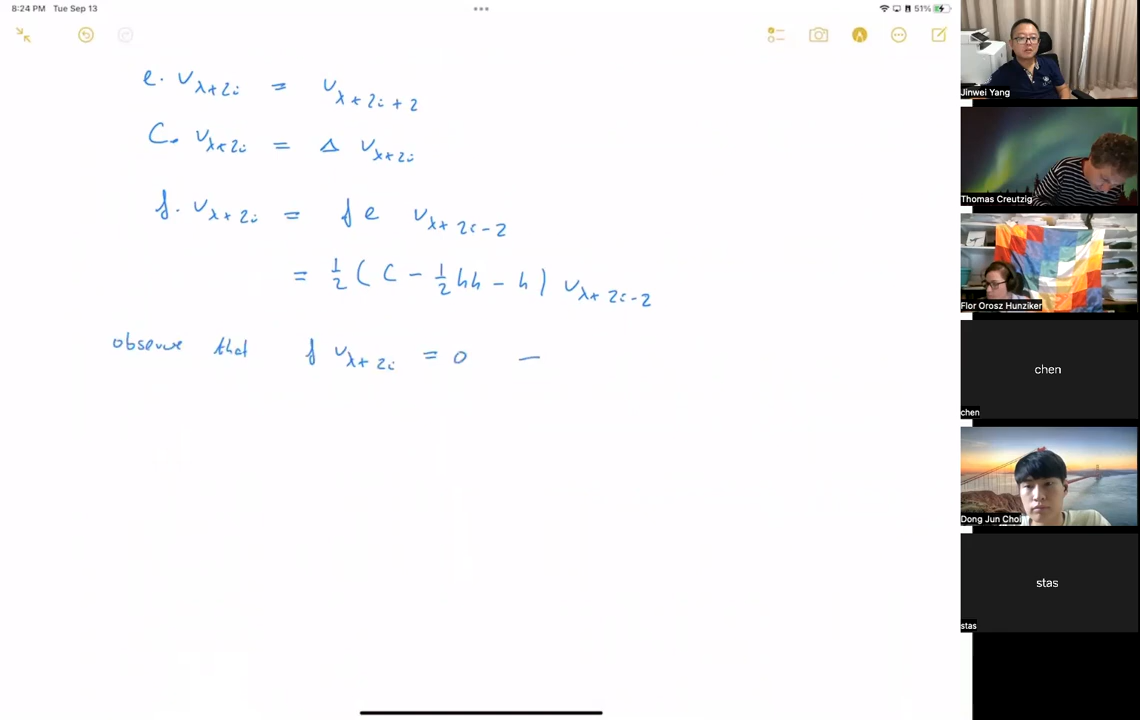 8:24 PM Tue Sep 13
51%
e. v_{λ+2i} = v_{λ+2i+2}
C. v_{λ+2i} = Δ v_{λ+2i}
f. v_{λ+2i} = f e v_{λ+2i-2}
= 1/2 ( C - 1/2 hh - h ) v_{λ+2i-2}
observe that f v_{λ+2i} = 0 —
Jinwei Yang
Thomas Creutzig
Flor Orosz Hunziker
chen
chen
Dong Jun Choi
stas
stas